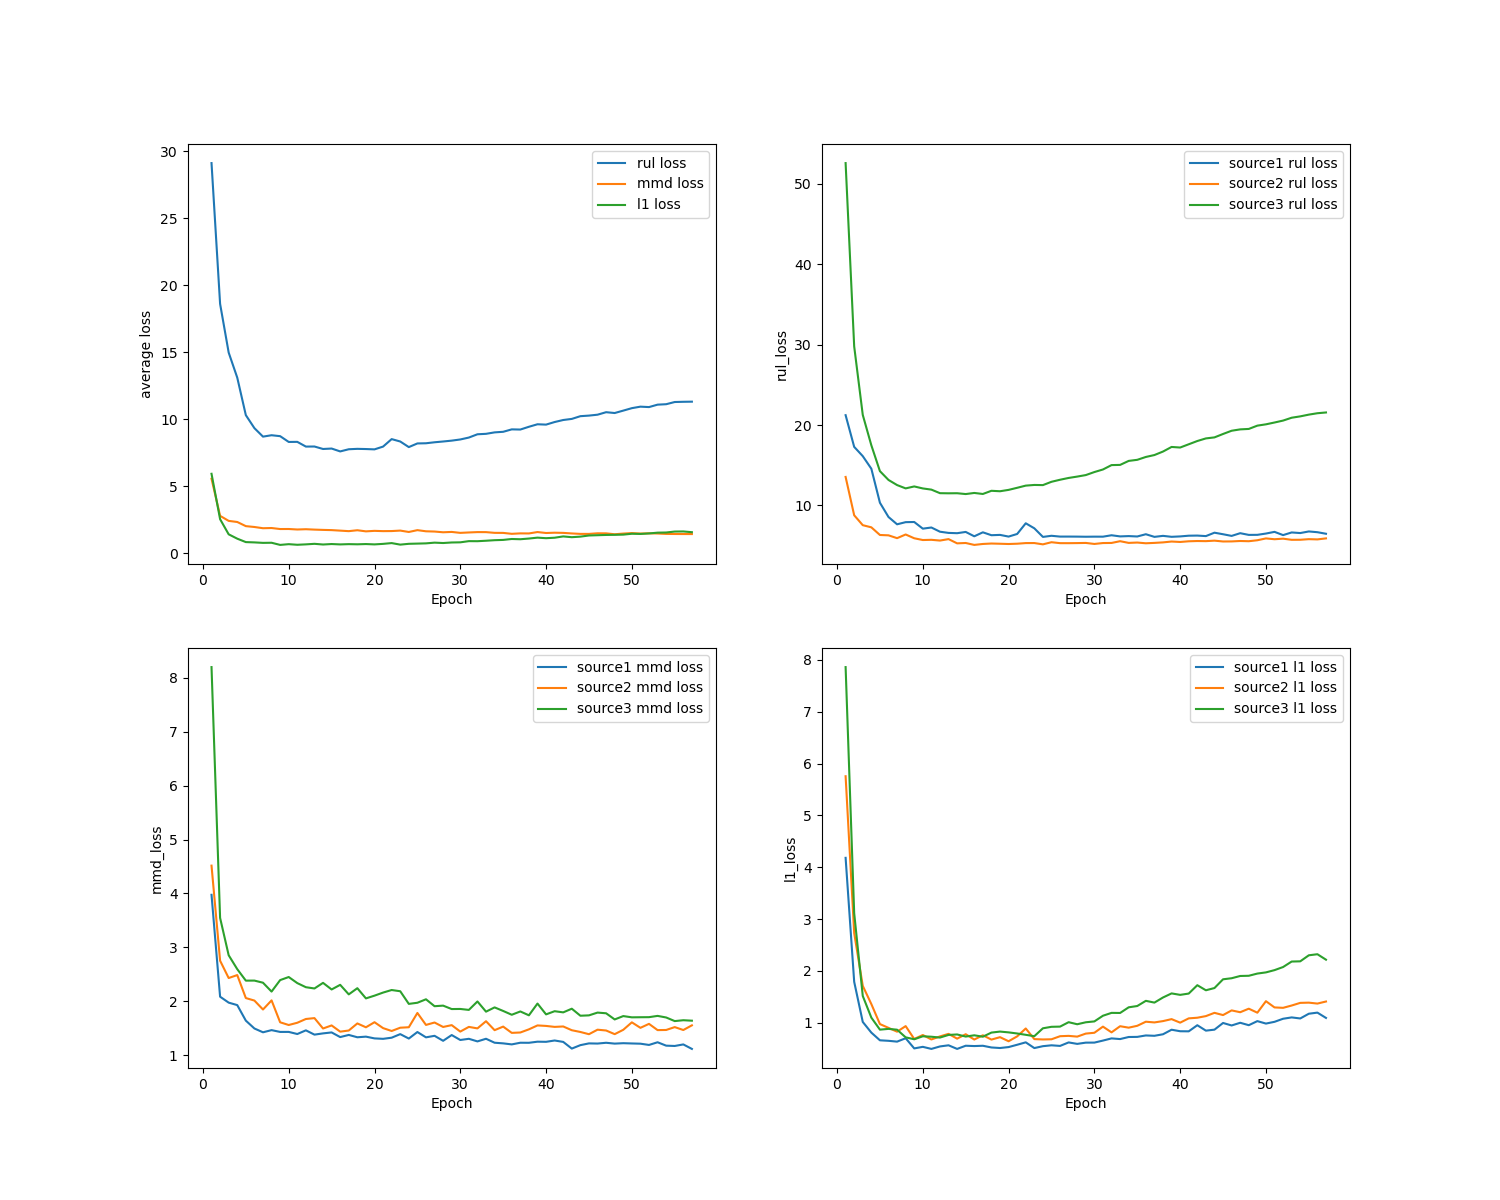 30
25
20
15
10
5
0
average loss
rul loss
mmd loss
l1 loss
0 10 20 30 40 50
Epoch
50
40
30
20
10
rul_loss
source1 rul loss
source2 rul loss
source3 rul loss
0 10 20 30 40 50
Epoch
8
7
6
5
4
3
2
1
mmd_loss
source1 mmd loss
source2 mmd loss
source3 mmd loss
0 10 20 30 40 50
Epoch
8
7
6
5
4
3
2
1
l1_loss
source1 l1 loss
source2 l1 loss
source3 l1 loss
0 10 20 30 40 50
Epoch